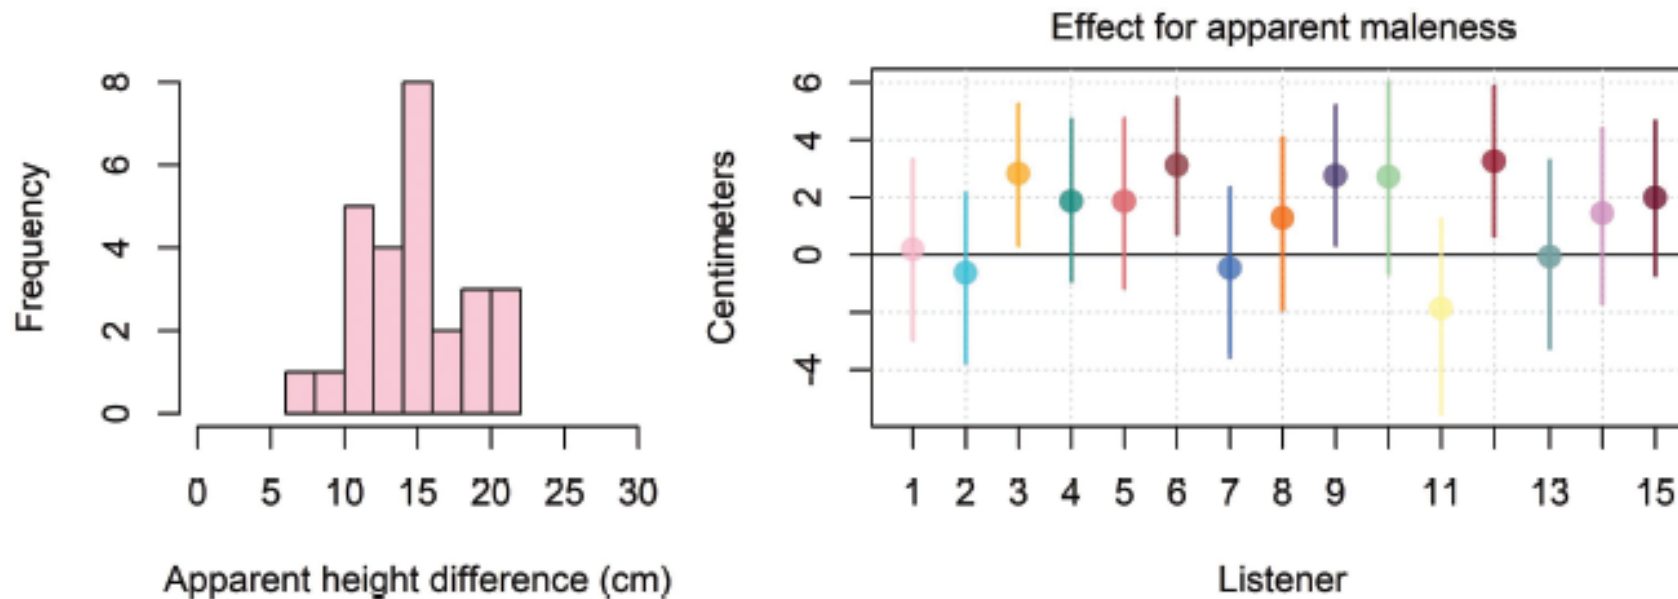 Effect for apparent maleness
Frequency
0 2 4 6 8
0 5 10 15 20 25 30
Apparent height difference (cm)
Centimeters
-4 0 2 4 6
1 2 3 4 5 6 7 8 9 11 13 15
Listener